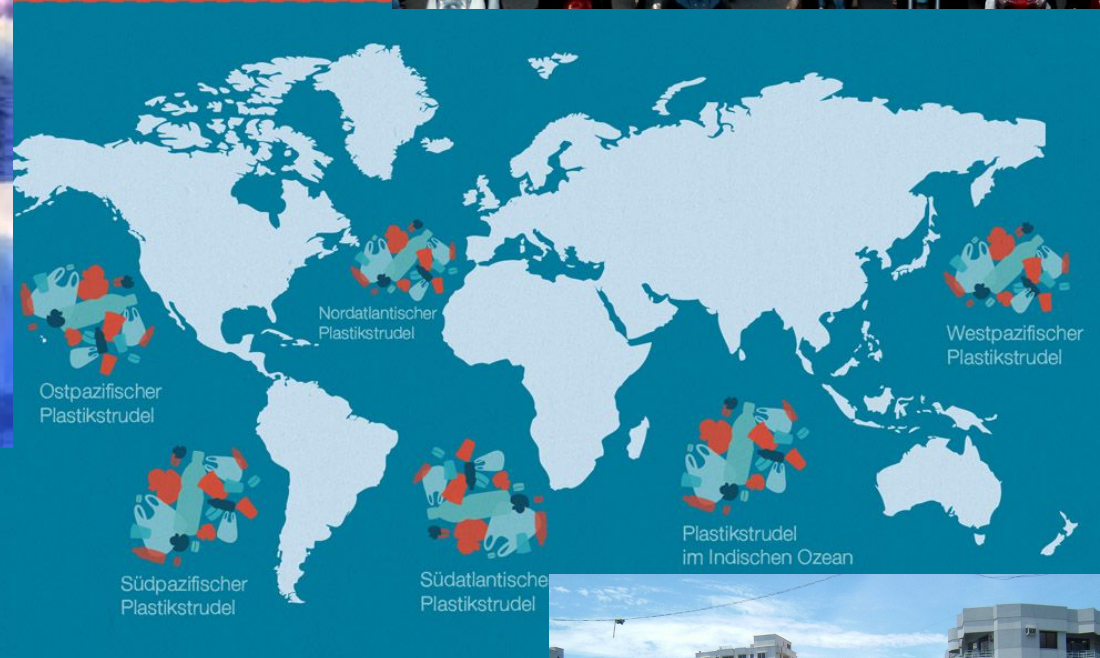 Nordatlantischer
Plastikstrudel
Westpazifischer
Plastikstrudel
Ostpazifischer
Plastikstrudel
Plastikstrudel
im Indischen Ozean
Südpazifischer
Plastikstrudel
Südatlantische
Plastikstrudel